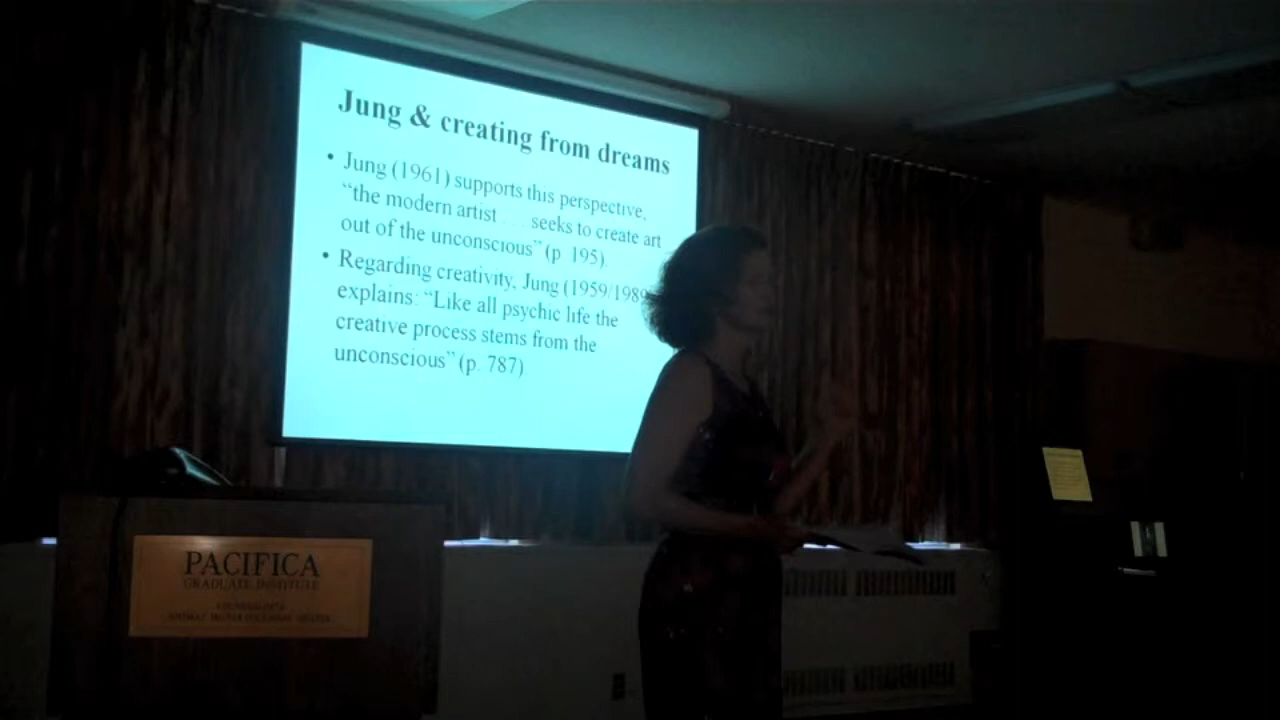 Jung & creating from dreams
• Jung (1961) supports this perspective,
“the modern artist . . . seeks to create art
out of the unconscious” (p. 195).
• Regarding creativity, Jung (1959/1989
explains: “Like all psychic life the
creative process stems from the
unconscious” (p. 787)
PACIFICA
GRADUATE INSTITUTE